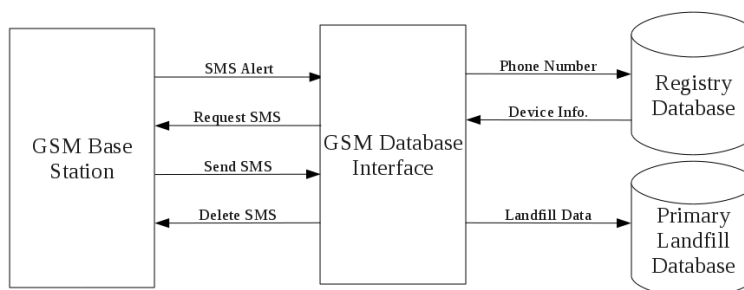 GSM Base
Station
SMS Alert
Request SMS
Send SMS
Delete SMS
GSM Database
Interface
Phone Number
Device Info.
Landfill Data
Registry
Database
Primary
Landfill
Database